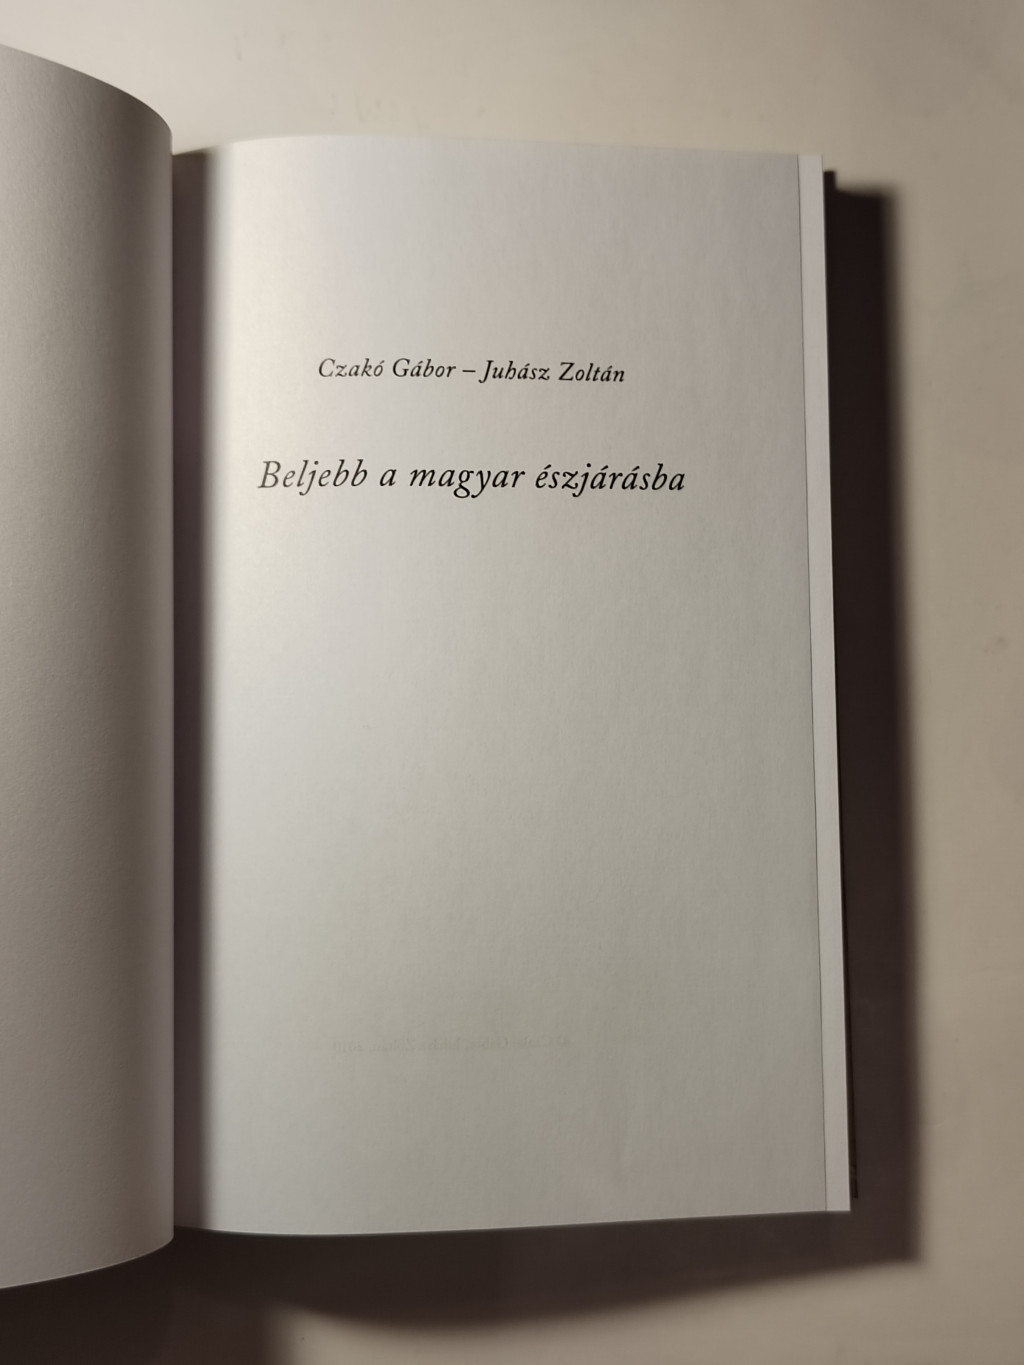 Czakó Gábor – Juhász Zoltán
Beljebb a magyar észjárásba